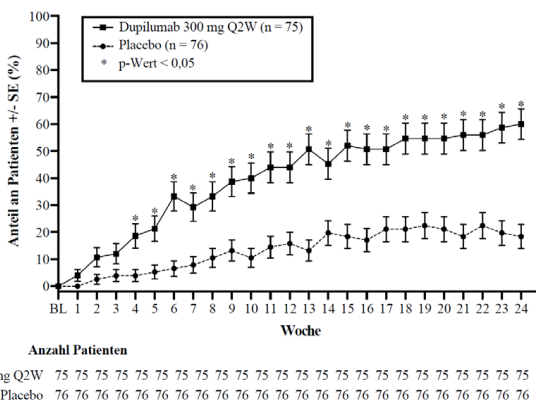 Dupilumab 300 mg Q2W (n = 75)
Placebo (n = 76)
* p-Wert < 0,05
Anteil an Patienten +/- SE (%)
100
90
80
70
60
50
40
30
20
10
0
* * * * * * * * * * * * * * * * * * * * *
BL 1 2 3 4 5 6 7 8 9 10 11 12 13 14 15 16 17 18 19 20 21 22 23 24
Woche
Anzahl Patienten
ng Q2W 75 75 75 75 75 75 75 75 75 75 75 75 75 75 75 75 75 75 75 75 75 75 75 75 75
Placebo 76 76 76 76 76 76 76 76 76 76 76 76 76 76 76 76 76 76 76 76 76 76 76 76 76